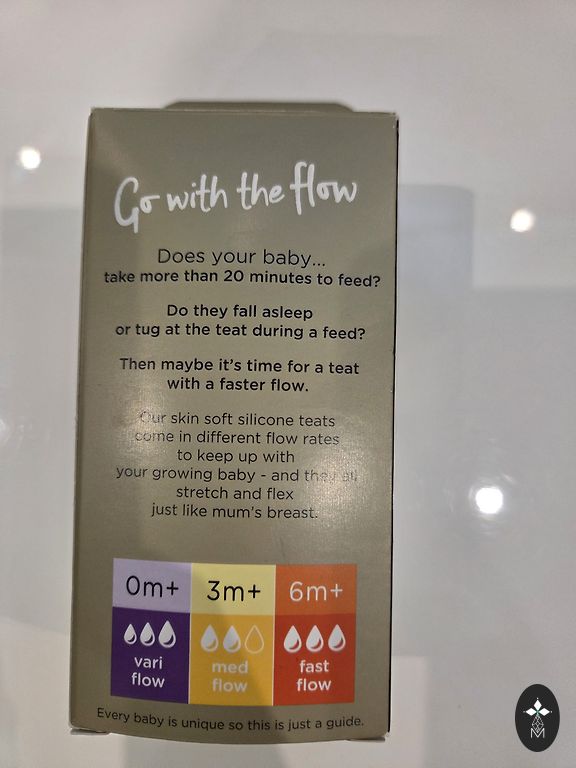 Go with the flow
Does your baby...
take more than 20 minutes to feed?
Do they fall asleep
or tug at the teat during a feed?
Then maybe it's time for a teat
with a faster flow.
Our skin soft silicone teats
come in different flow rates
to keep up with
your growing baby - and they all
stretch and flex
just like mum's breast.
0m+ 3m+ 6m+
vari med fast
flow flow flow
Every baby is unique so this is just a guide.
M